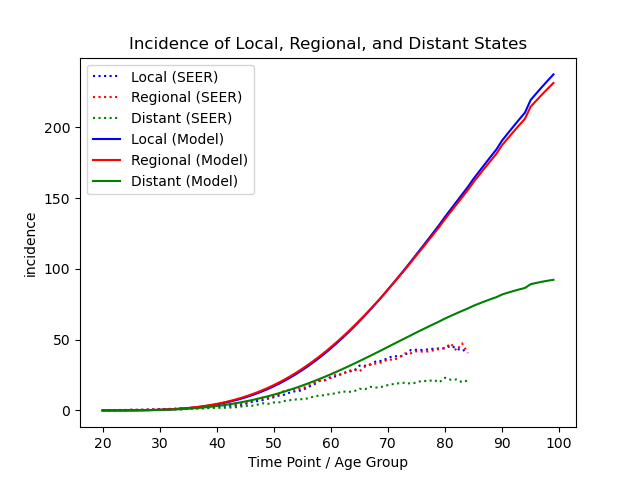 Incidence of Local, Regional, and Distant States
Local (SEER)
Regional (SEER)
Distant (SEER)
Local (Model)
Regional (Model)
Distant (Model)
incidence
200
150
100
50
0
20 30 40 50 60 70 80 90 100
Time Point / Age Group